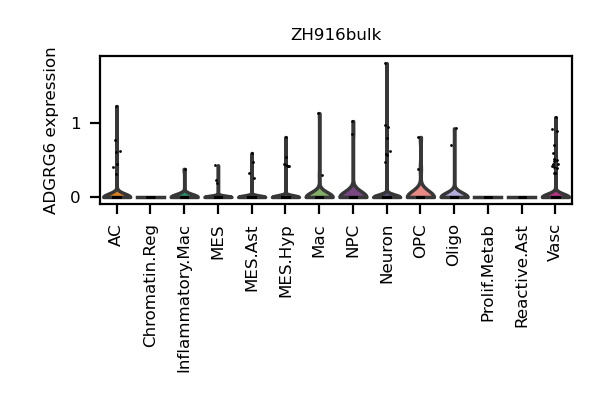 ZH916bulk
ADGRG6 expression
1
0
AC
Chromatin.Reg
Inflammatory.Mac
MES
MES.Ast
MES.Hyp
Mac
NPC
Neuron
OPC
Oligo
Prolif.Metab
Reactive.Ast
Vasc